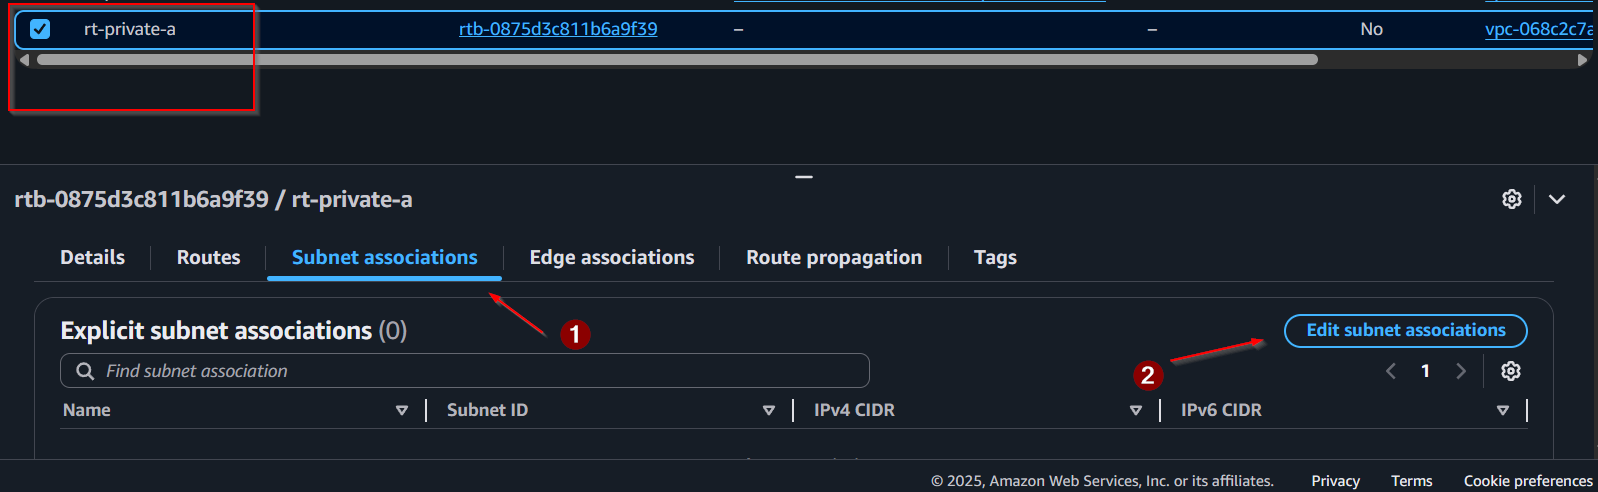 rt-private-a rtb-0875d3c811b6a9f39 – – No vpc-068c2c7a
rtb-0875d3c811b6a9f39 / rt-private-a
Details Routes Subnet associations Edge associations Route propagation Tags
1
Explicit subnet associations (0) Edit subnet associations
Find subnet association
2 1
Name Subnet ID IPv4 CIDR IPv6 CIDR
© 2025, Amazon Web Services, Inc. or its affiliates. Privacy Terms Cookie preferences